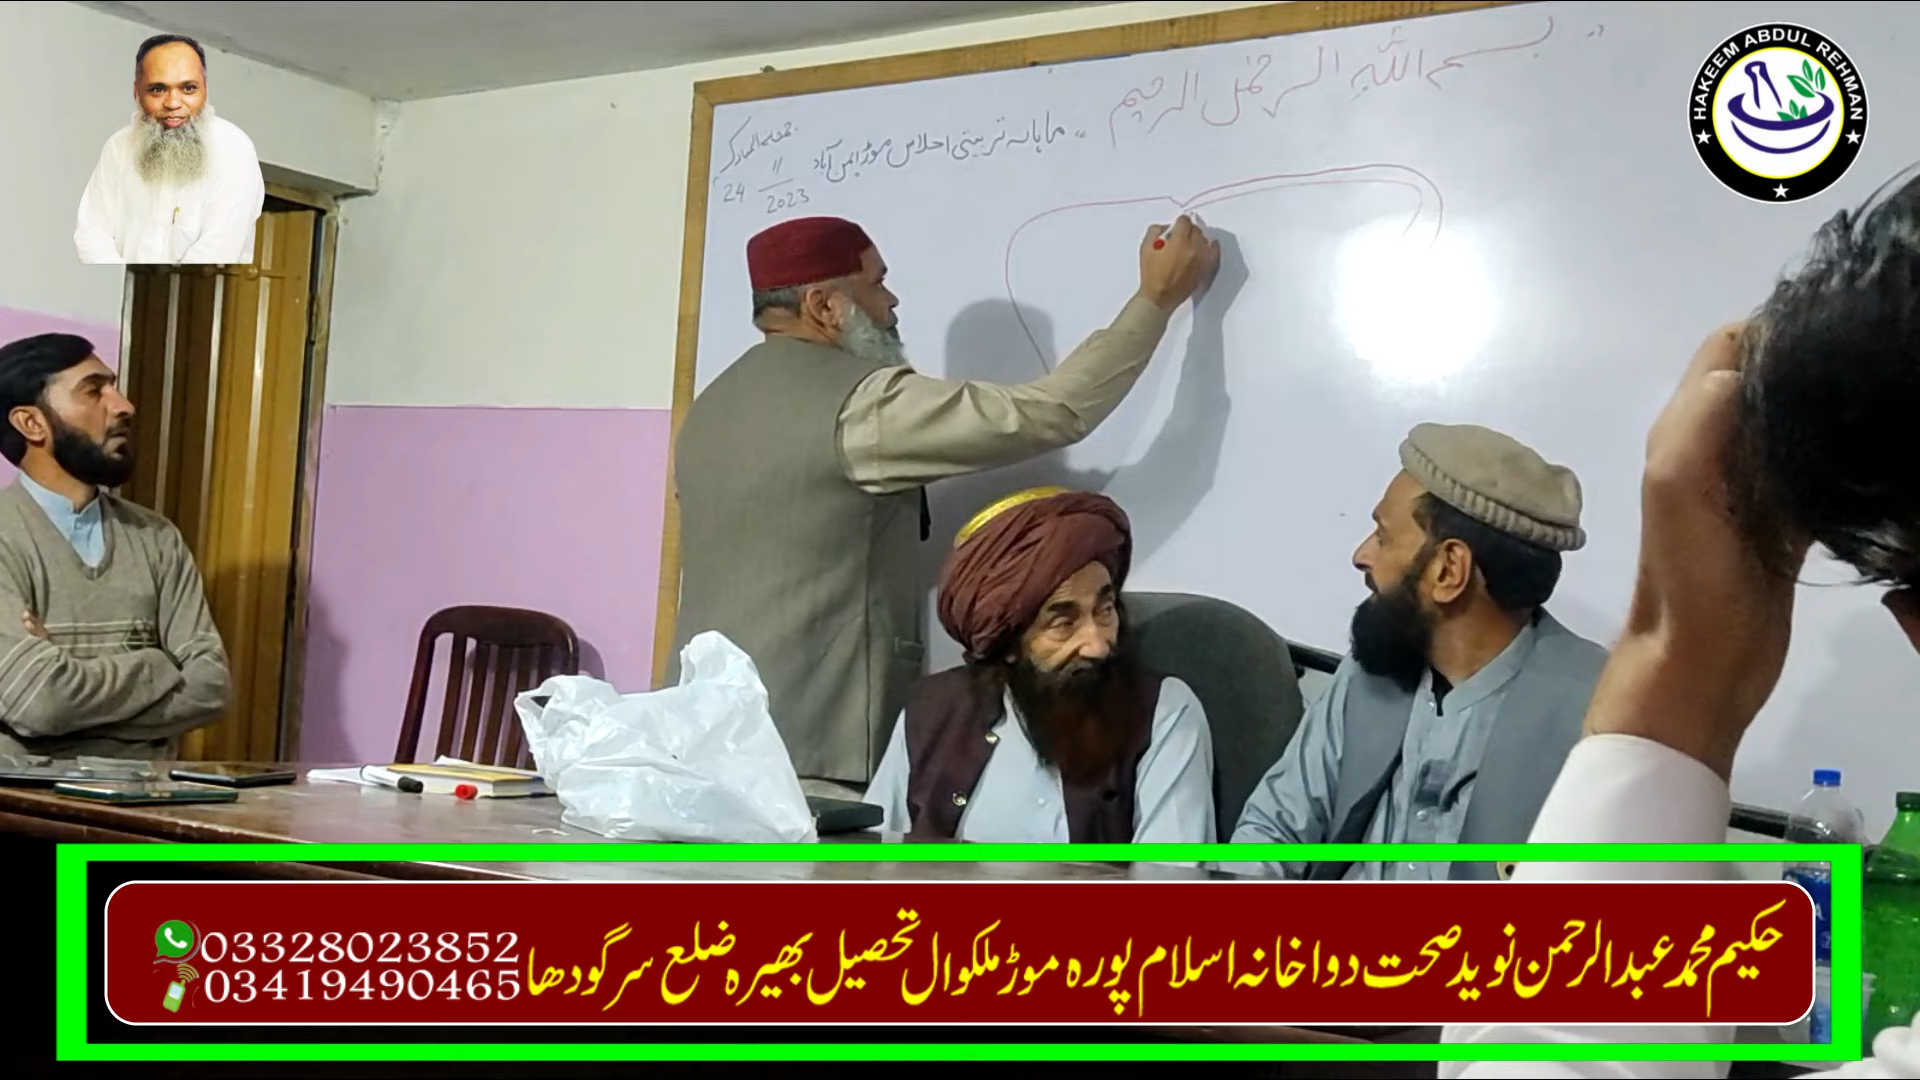 HAKEEM ABDUL REHMAN
بسم اللہ الرحمن الرحیم
ماہانہ تربیتی اجلاس موڑ ایمن آباد
جمعۃ المبارک
24 11 2023
حکیم محمد عبدالرحمن نوید صحت دواخانہ اسلام پورہ موڑ ملکوال تحصیل بھیرہ ضلع سرگودھا
03328023852
03419490465